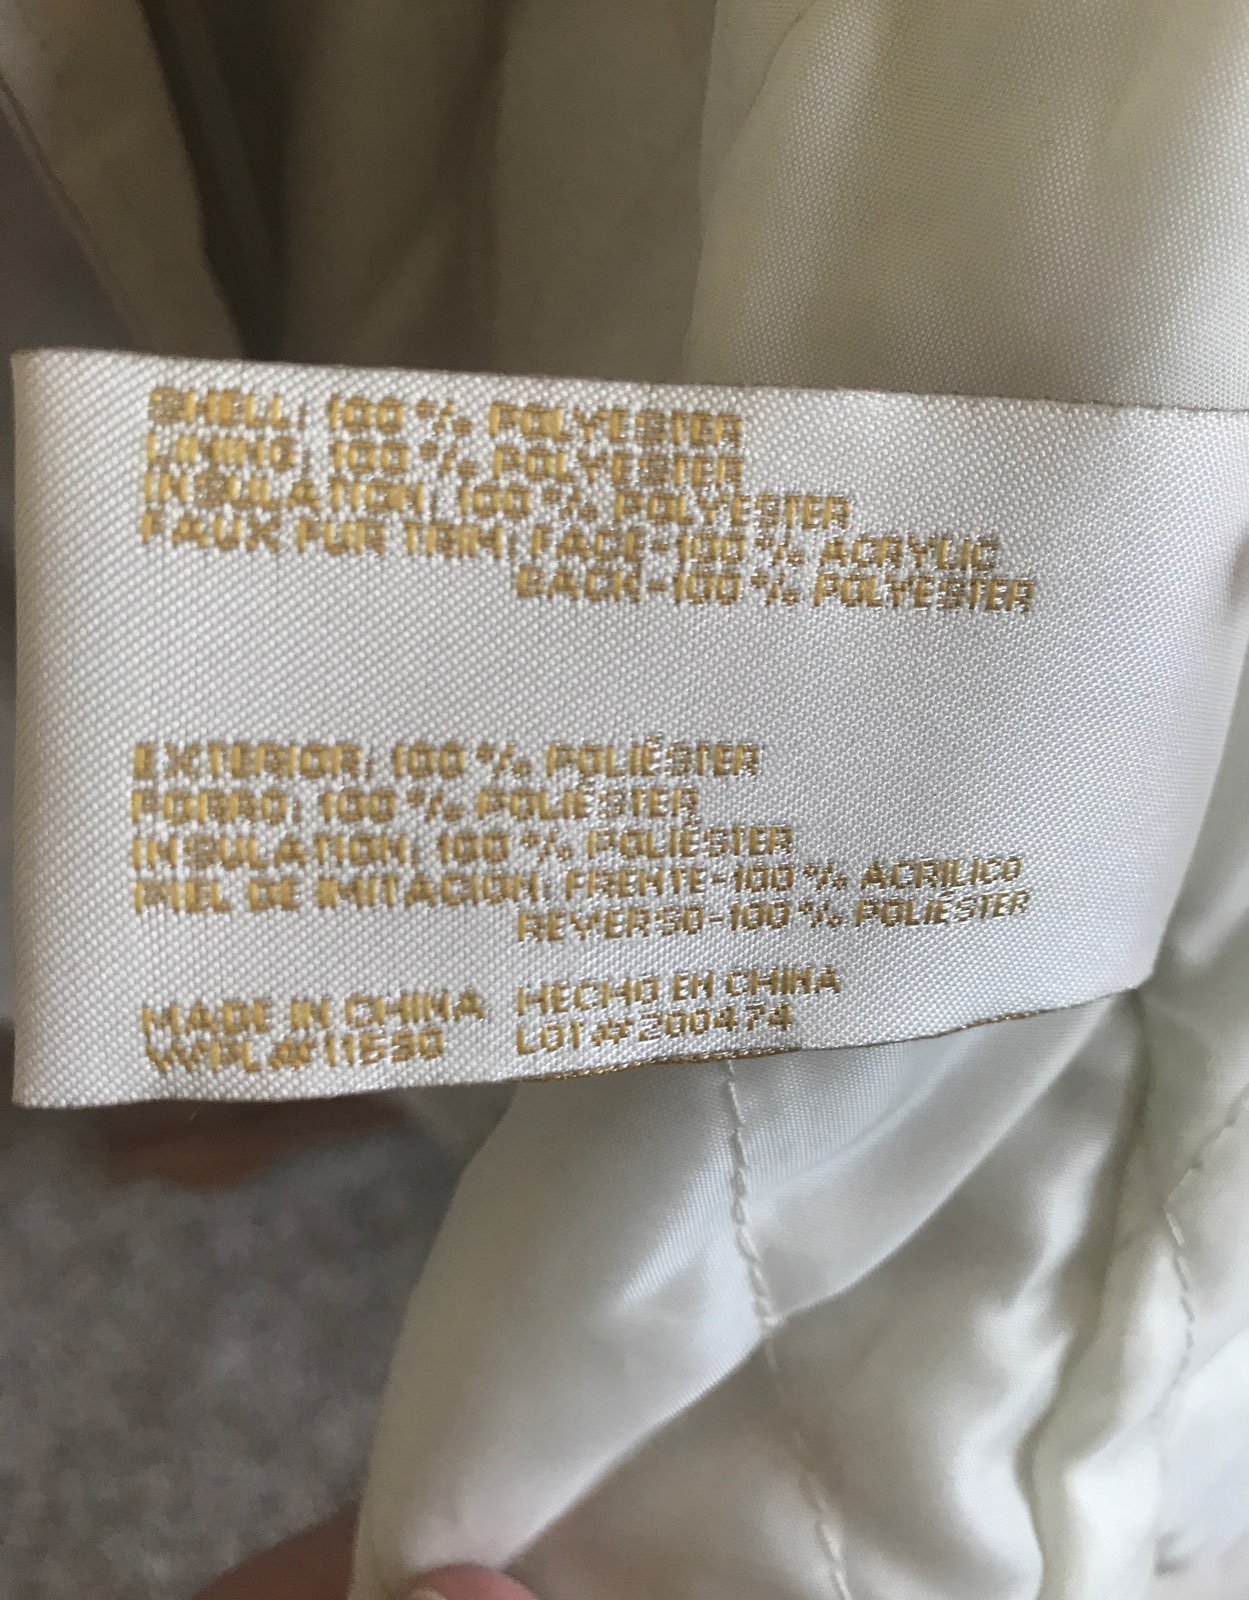 SHELL: 100% POLYESTER
LINING: 100% POLYESTER
INSULATION: 100% POLYESTER
FAUX FUR TRIM: FACE-100% ACRYLIC
BACK-100% POLYESTER
EXTERIOR: 100% POLIÉSTER
FORRO: 100% POLIÉSTER
INSULATION: 100% POLIÉSTER
PIEL DE IMITACION: FRENTE-100% ACRILICO
REVERSO-100% POLIÉSTER
MADE IN CHINA HECHO EN CHINA
WPL# 11590 LOT# 200474